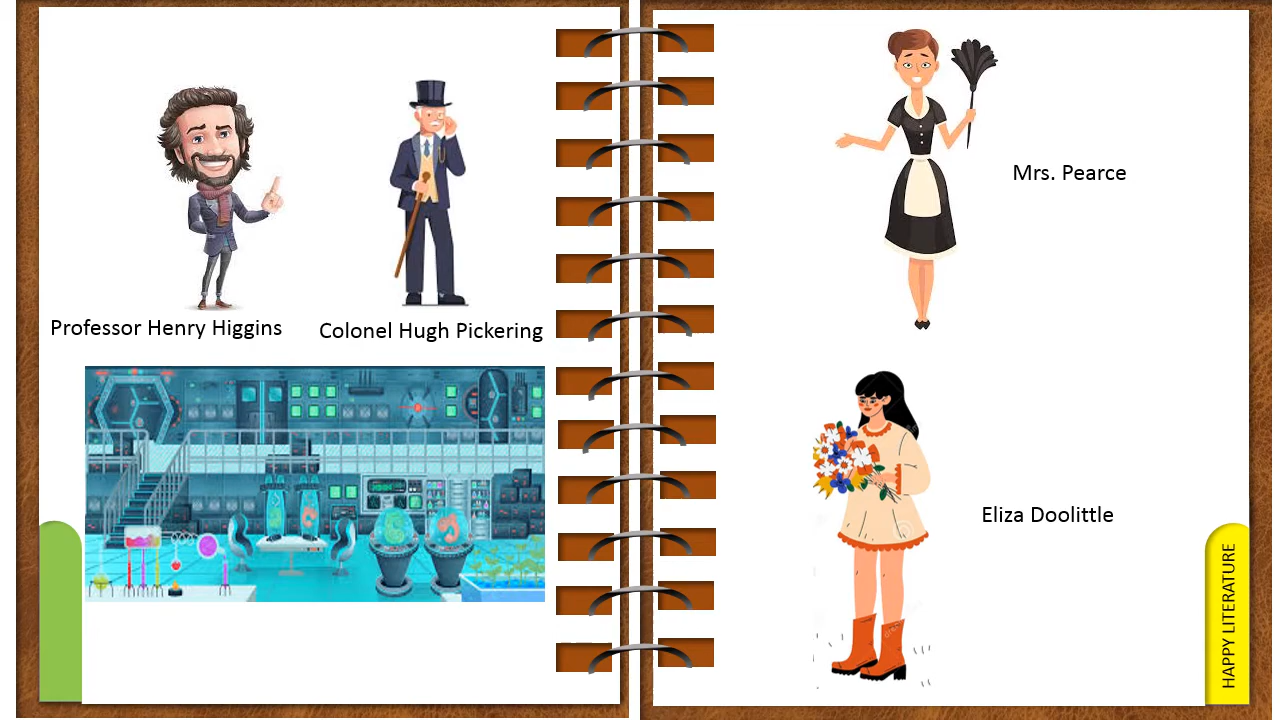 Professor Henry Higgins
Colonel Hugh Pickering
Mrs. Pearce
Eliza Doolittle
HAPPY LITERATURE